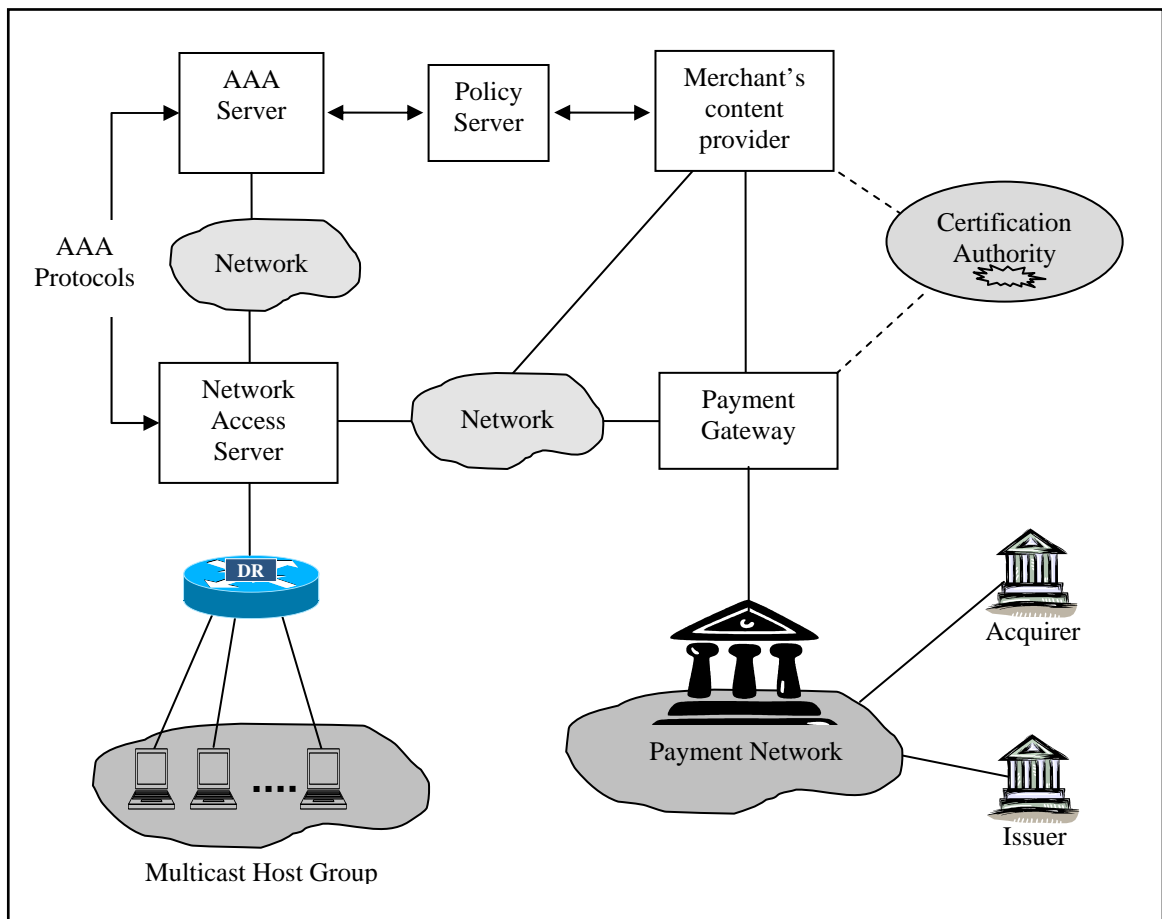 AAA
Server
Policy
Server
Merchant's
content
provider
Certification
Authority
AAA
Protocols
Network
Network
Access
Server
Network
Payment
Gateway
DR
Acquirer
Payment Network
Issuer
Multicast Host Group